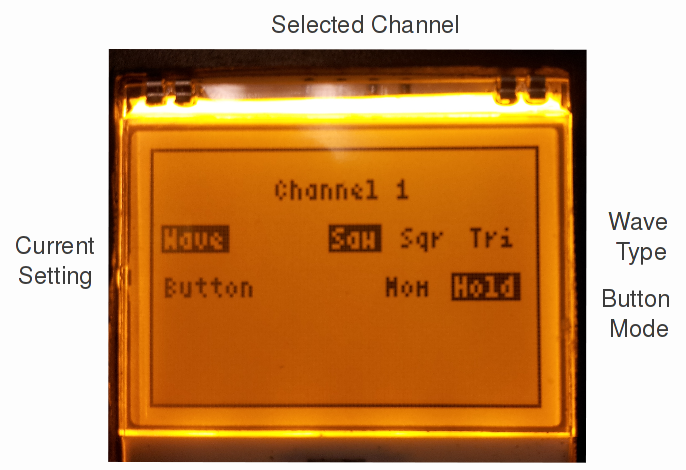 Selected Channel
Channel 1
Current Setting
Wave Saw Sqr Tri
Wave Type
Button Mom Hold
Button Mode